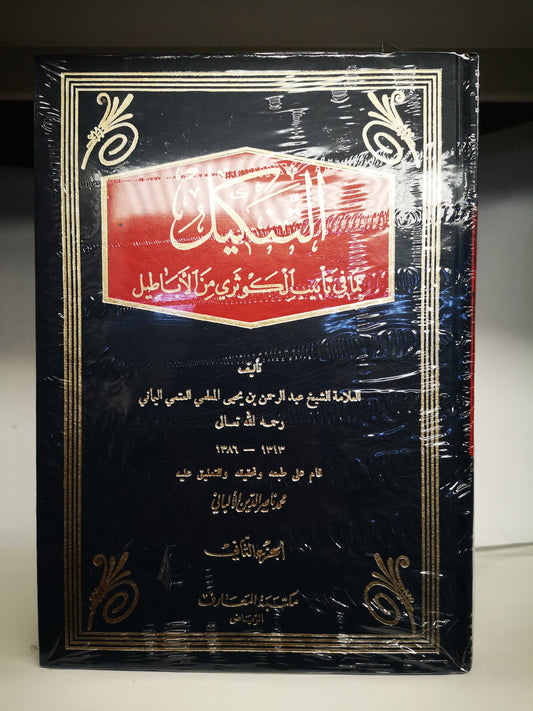 التنكيل
بما في تأنيب الكوثري من الأباطيل
تأليف
العلامة الشيخ عبد الرحمن بن يحيى المعلمي العتمي اليماني
رحمه الله تعالى
١٣١٣ — ١٣٨٦
قام على طبعه وتحقيقه والتعليق عليه
محمد ناصر الدين الألباني
الجزء الثاني
مكتبة المعارف
الرياض